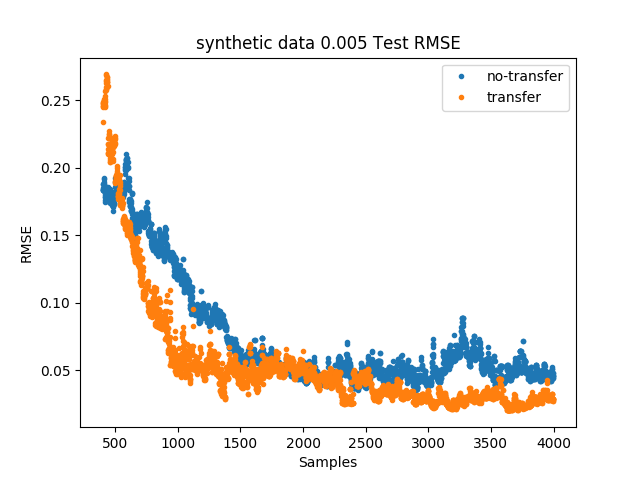 synthetic data 0.005 Test RMSE
no-transfer
transfer
RMSE
0.25
0.20
0.15
0.10
0.05
500 1000 1500 2000 2500 3000 3500 4000
Samples